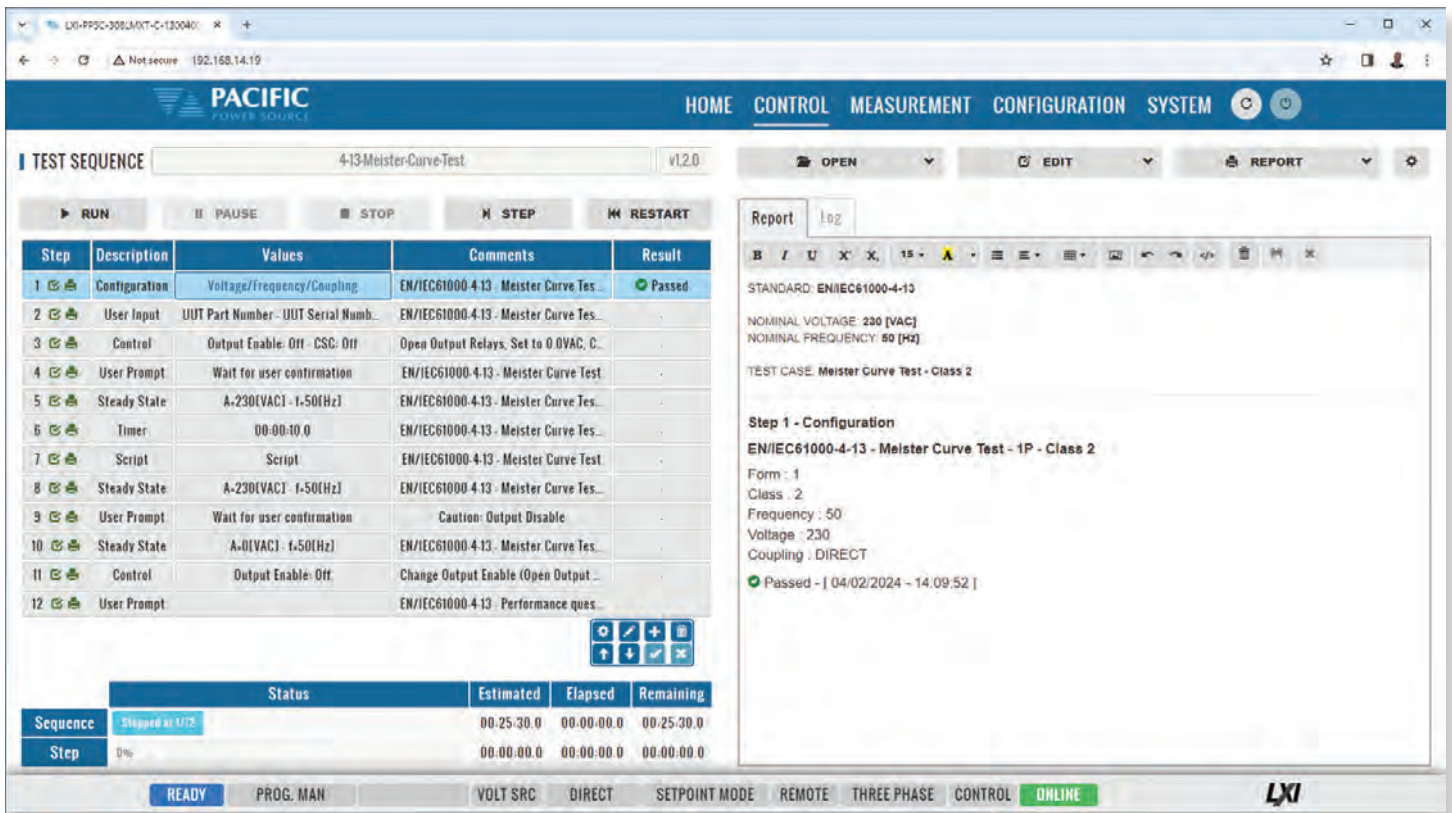 LXI-PPSC-308LMXT-C-130040
Not secure 192.168.14.19
PACIFIC
POWER SOURCE
HOME CONTROL MEASUREMENT CONFIGURATION SYSTEM
TEST SEQUENCE 4-13-Meister-Curve-Test v1.2.0
OPEN EDIT REPORT
RUN PAUSE STOP STEP RESTART
Report Log
Step Description Values Comments Result
1 Configuration Voltage/Frequency/Coupling EN/IEC61000-4-13 - Meister Curve Tes... Passed
2 User Input UUT Part Number - UUT Serial Numb... EN/IEC61000-4-13 - Meister Curve Tes...
3 Control Output Enable: Off - CSC: Off Open Output Relays, Set to 0.0VAC, C...
4 User Prompt Wait for user confirmation EN/IEC61000-4-13 - Meister Curve Test
5 Steady State A=230[VAC] - f=50[Hz] EN/IEC61000-4-13 - Meister Curve Tes...
6 Timer 00:00:10.0 EN/IEC61000-4-13 - Meister Curve Tes...
7 Script Script EN/IEC61000-4-13 - Meister Curve Test
8 Steady State A=230[VAC] - f=50[Hz] EN/IEC61000-4-13 - Meister Curve Tes...
9 User Prompt Wait for user confirmation Caution: Output Disable
10 Steady State A=0[VAC] - f=50[Hz] EN/IEC61000-4-13 - Meister Curve Tes...
11 Control Output Enable: Off Change Output Enable (Open Output ...
12 User Prompt EN/IEC61000-4-13 - Performance ques...
Status Estimated Elapsed Remaining
Sequence Stopped at 1/12 00:25:30.0 00:00:00.0 00:25:30.0
Step 0% 00:00:00.0 00:00:00.0 00:00:00.0
B I U X X, 15 A
STANDARD: EN/IEC61000-4-13
NOMINAL VOLTAGE: 230 [VAC]
NOMINAL FREQUENCY: 50 [Hz]
TEST CASE: Meister Curve Test - Class 2
Step 1 - Configuration
EN/IEC61000-4-13 - Meister Curve Test - 1P - Class 2
Form : 1
Class : 2
Frequency : 50
Voltage : 230
Coupling : DIRECT
Passed - [ 04/02/2024 - 14:09:52 ]
READY PROG. MAN VOLT SRC DIRECT SETPOINT MODE REMOTE THREE PHASE CONTROL ONLINE LXI